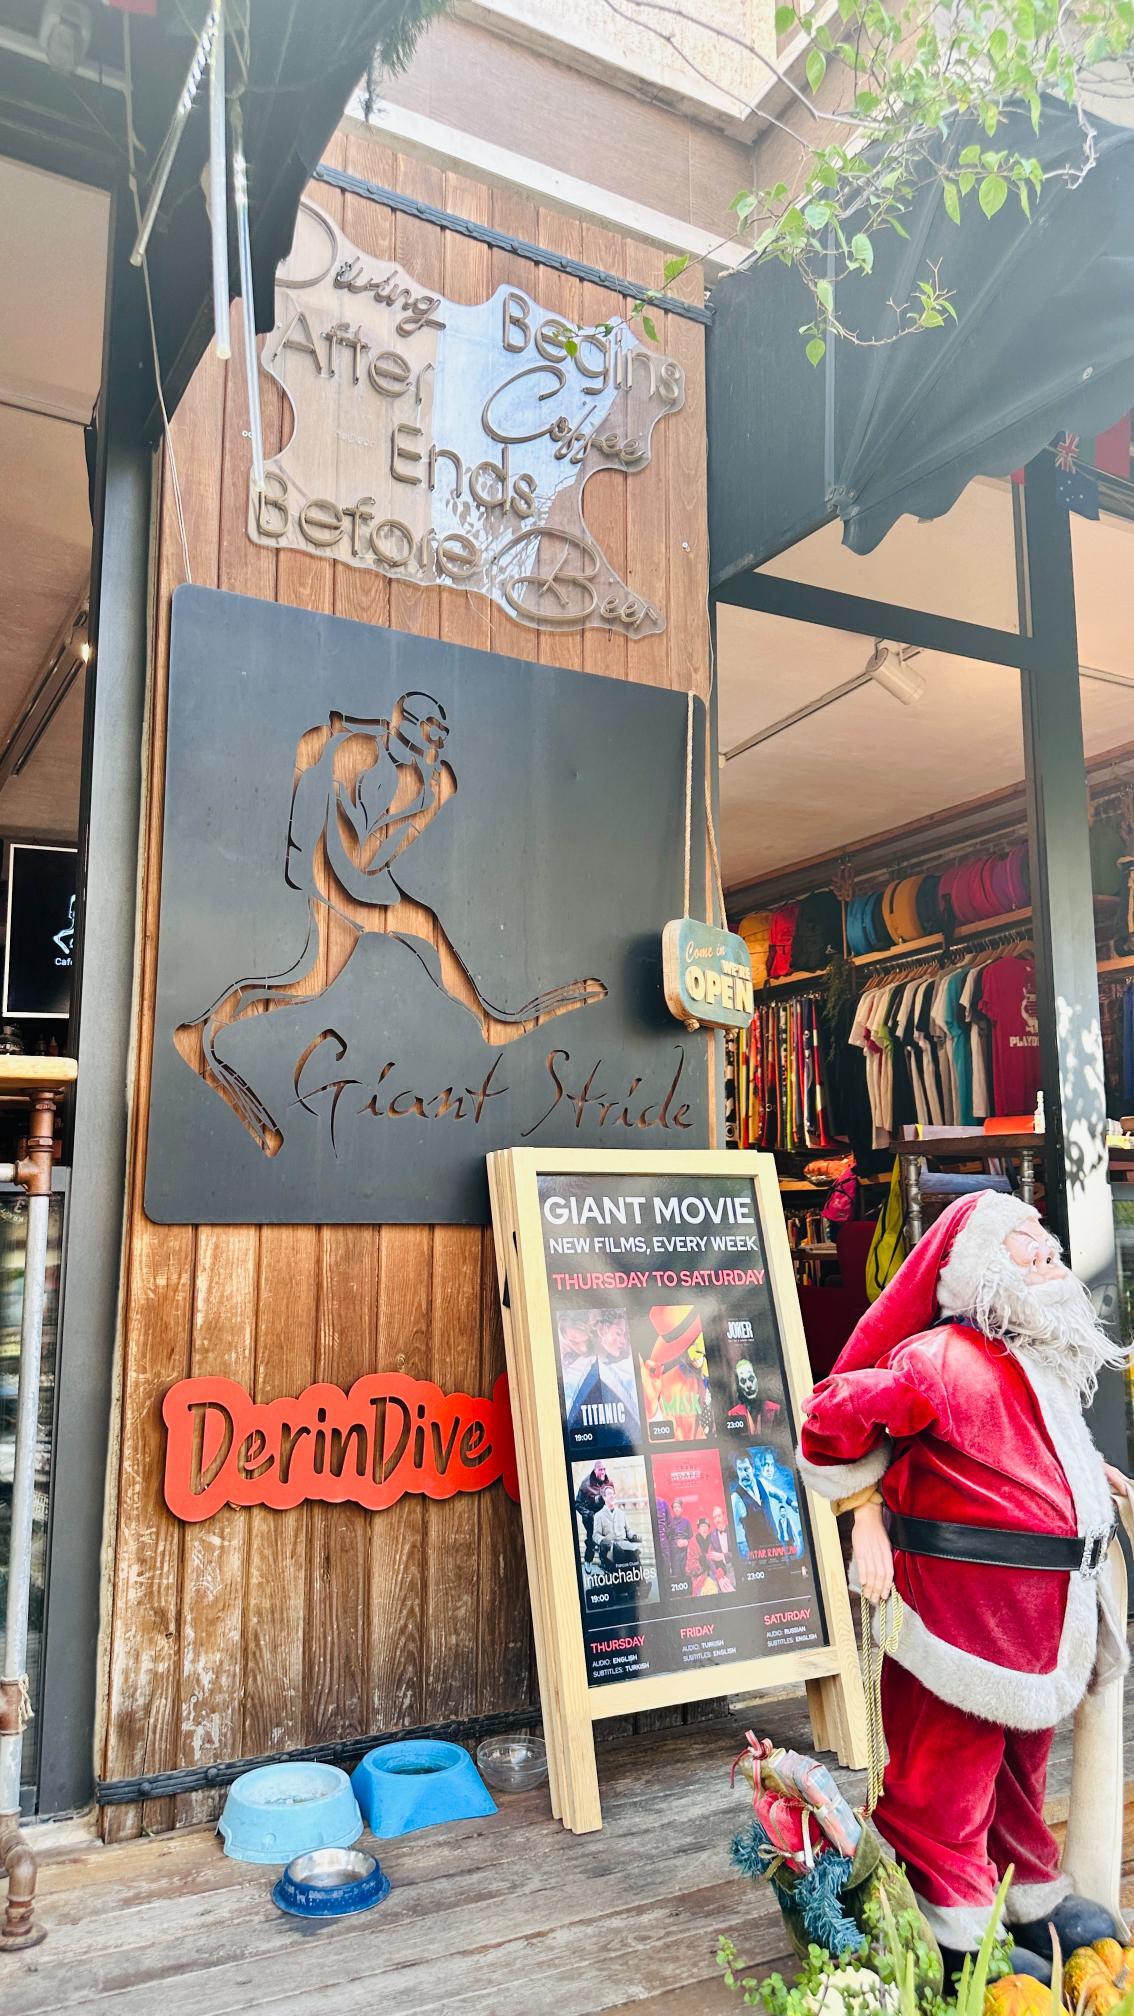 Diving Begins
After Coffee
Ends
Before Beer
Giant Stride
Come in
WE'RE
OPEN
DerinDive
GIANT MOVIE
NEW FILMS, EVERY WEEK
THURSDAY TO SATURDAY
TITANIC
19:00
21:00
JOKER
23:00
19:00
21:00
23:00
THURSDAY
AUDIO: ENGLISH
SUBTITLES: TURKISH
FRIDAY
AUDIO: TURKISH
SUBTITLES: ENGLISH
SATURDAY
AUDIO: RUSSIAN
SUBTITLES: ENGLISH